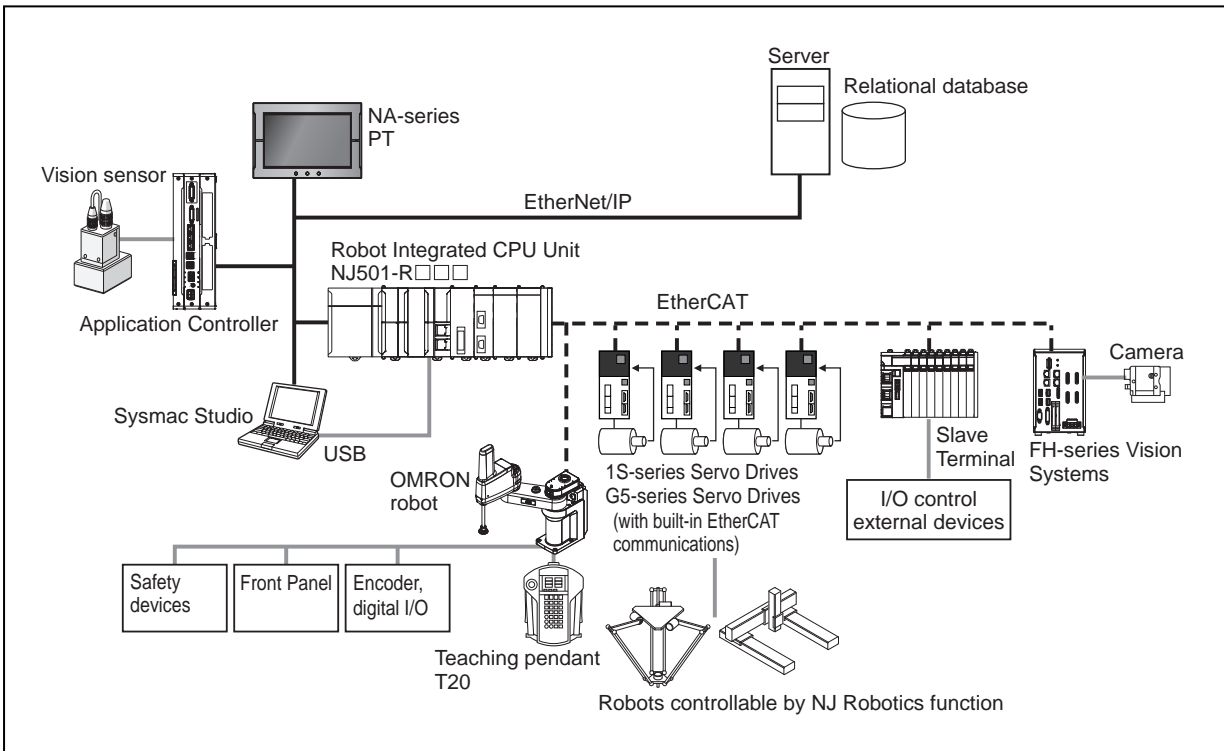 Server
Relational database
NA-series
PT
Vision sensor
EtherNet/IP
Robot Integrated CPU Unit
NJ501-R□□□
Application Controller
EtherCAT
Camera
Sysmac Studio
USB
Slave
Terminal
FH-series Vision
Systems
OMRON
robot
1S-series Servo Drives
G5-series Servo Drives
(with built-in EtherCAT
communications)
I/O control
external devices
Safety
devices
Front Panel
Encoder,
digital I/O
Teaching pendant
T20
Robots controllable by NJ Robotics function